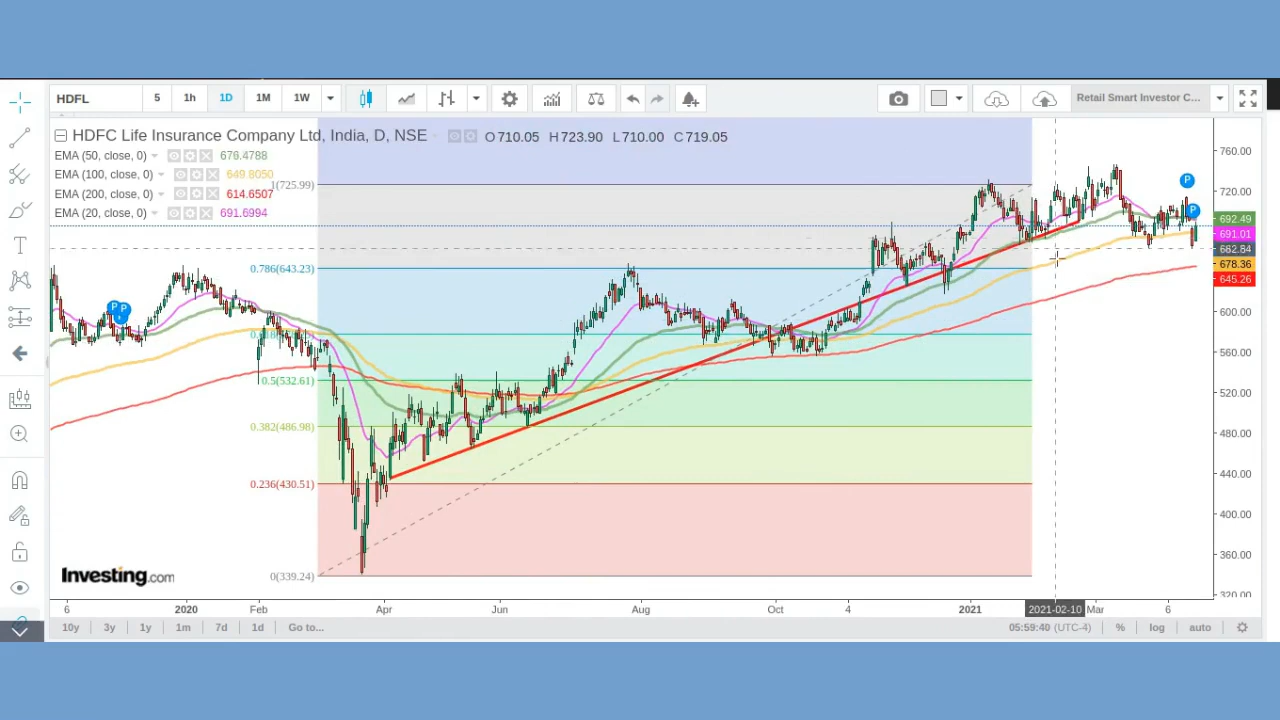 HDFL 5 1h 1D 1M 1W Retail Smart Investor C...
HDFC Life Insurance Company Ltd, India, D, NSE O 710.05 H 723.90 L 710.00 C 719.05
EMA (50, close, 0) 676.4788
EMA (100, close, 0) 649.8050
EMA (200, close, 0) 614.6507
EMA (20, close, 0) 691.6994
1(725.99)
0.786(643.23)
0.5(532.61)
0.382(486.98)
0.236(430.51)
0(339.24)
P P
P
P
760.00
720.00
692.49
691.01
682.84
678.36
645.26
600.00
560.00
520.00
480.00
440.00
400.00
360.00
320.00
Investing.com
6 2020 Feb Apr Jun Aug Oct 4 2021 2021-02-10 Mar 6
10y 3y 1y 1m 7d 1d Go to... 05:59:40 (UTC-4) % log auto